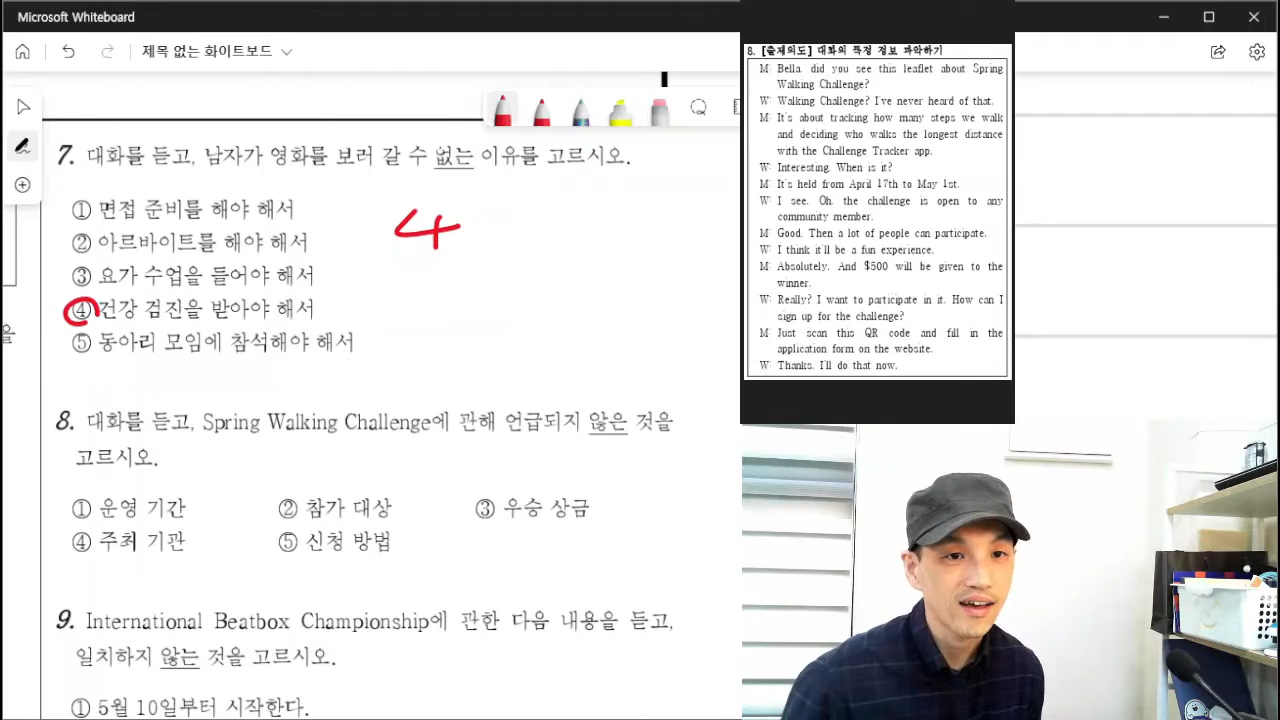 Microsoft Whiteboard
제목 없는 화이트보드
7. 대화를 듣고, 남자가 영화를 보러 갈 수 없는 이유를 고르시오.
① 면접 준비를 해야 해서
② 아르바이트를 해야 해서
③ 요가 수업을 들어야 해서
④ 건강 검진을 받아야 해서
⑤ 동아리 모임에 참석해야 해서
4
을
8. 대화를 듣고, Spring Walking Challenge에 관해 언급되지 않은 것을
고르시오.
① 운영 기간 ② 참가 대상 ③ 우승 상금
④ 주최 기관 ⑤ 신청 방법
9. International Beatbox Championship에 관한 다음 내용을 듣고,
일치하지 않는 것을 고르시오.
① 5월 10일부터 시작한다.
8. [출제의도] 대화의 특정 정보 파악하기
M: Bella, did you see this leaflet about Spring
Walking Challenge?
W: Walking Challenge? I've never heard of that.
M: It's about tracking how many steps we walk
and deciding who walks the longest distance
with the Challenge Tracker app.
W: Interesting. When is it?
M: It's held from April 17th to May 1st.
W: I see. Oh, the challenge is open to any
community member.
M: Good. Then a lot of people can participate.
W: I think it'll be a fun experience.
M: Absolutely. And $500 will be given to the
winner.
W: Really? I want to participate in it. How can I
sign up for the challenge?
M: Just scan this QR code and fill in the
application form on the website.
W: Thanks. I'll do that now.